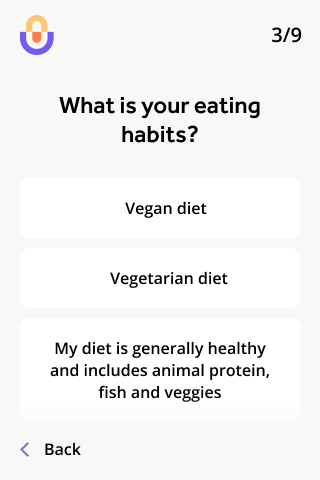 3/9
What is your eating
habits?
Vegan diet
Vegetarian diet
My diet is generally healthy
and includes animal protein,
fish and veggies
Back